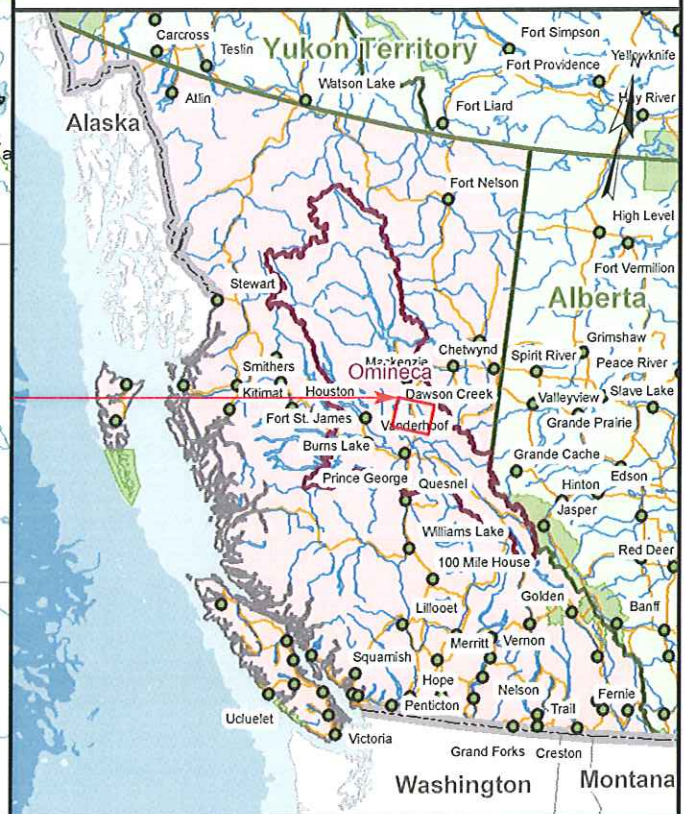 Carcross
Teslin
Yukon Territory
Fort Simpson
Fort Providence
Yellowknife
Atlin
Watson Lake
Hay River
Alaska
Fort Liard
Fort Nelson
High Level
Fort Vermilion
Stewart
Alberta
Smithers
Mackenzie
Chetwynd
Grimshaw
Spirit River
Peace River
Omineca
Kitimat
Houston
Dawson Creek
Valleyview
Slave Lake
Fort St. James
Vanderhoof
Grande Prairie
Burns Lake
Grande Cache
Prince George
Quesnel
Hinton
Edson
Jasper
Williams Lake
Red Deer
100 Mile House
Golden
Banff
Lillooet
Merritt
Vernon
Squamish
Hope
Nelson
Fernie
Penticton
Trail
Ucluelet
Victoria
Grand Forks
Creston
Washington
Montana